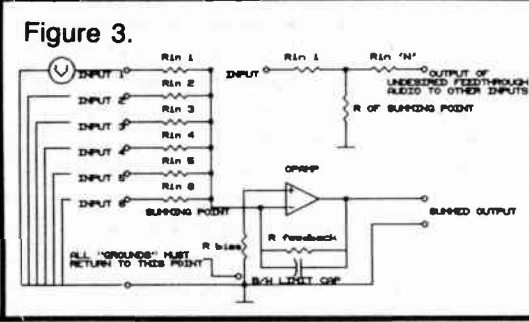 Figure 3.
Rin 1
Rin 1
Rin 'N'
INPUT 1
INPUT
OUTPUT OF
UNDESIRED FEEDTHROUGH
AUDIO TO OTHER INPUTS
Rin 2
INPUT 2
Rin 3
INPUT 3
R OF SUMMING POINT
Rin 4
INPUT 4
Rin 5
INPUT 5
OPAMP
Rin 6
INPUT 6
SUMMING POINT
SUMMED OUTPUT
R bias
R feedback
ALL "GROUNDS" MUST
RETURN TO THIS POINT
B/H LIMIT CAP